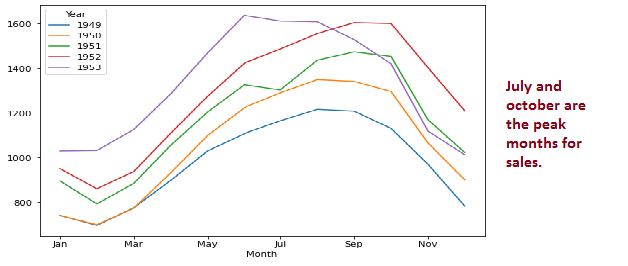 1600
1400
1200
1000
800
Year
1949
1950
1951
1952
1953
Jan
Mar
May
Jul
Sep
Nov
Month
July and
october are
the peak
months for
sales.